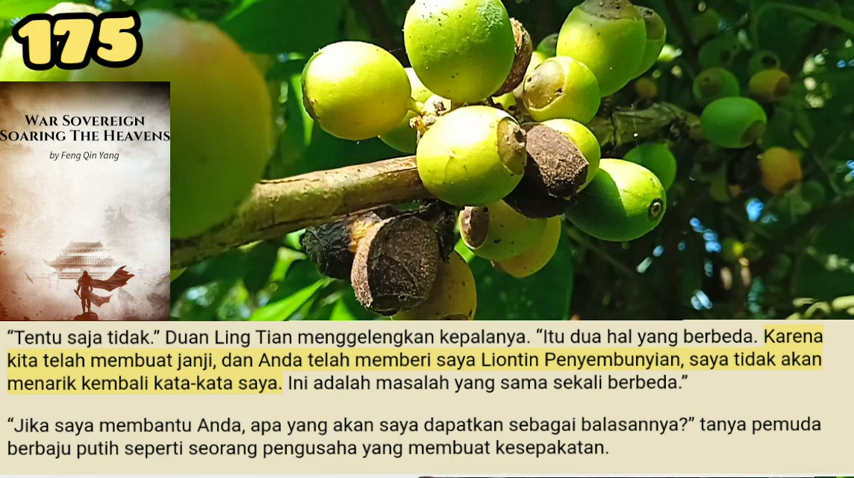 175
WAR SOVEREIGN
SOARING THE HEAVENS
by Feng Qin Yang
“Tentu saja tidak.” Duan Ling Tian menggelengkan kepalanya. “Itu dua hal yang berbeda. Karena
kita telah membuat janji, dan Anda telah memberi saya Liontin Penyembunyian, saya tidak akan
menarik kembali kata-kata saya. Ini adalah masalah yang sama sekali berbeda.”
“Jika saya membantu Anda, apa yang akan saya dapatkan sebagai balasannya?” tanya pemuda
berbaju putih seperti seorang pengusaha yang membuat kesepakatan.